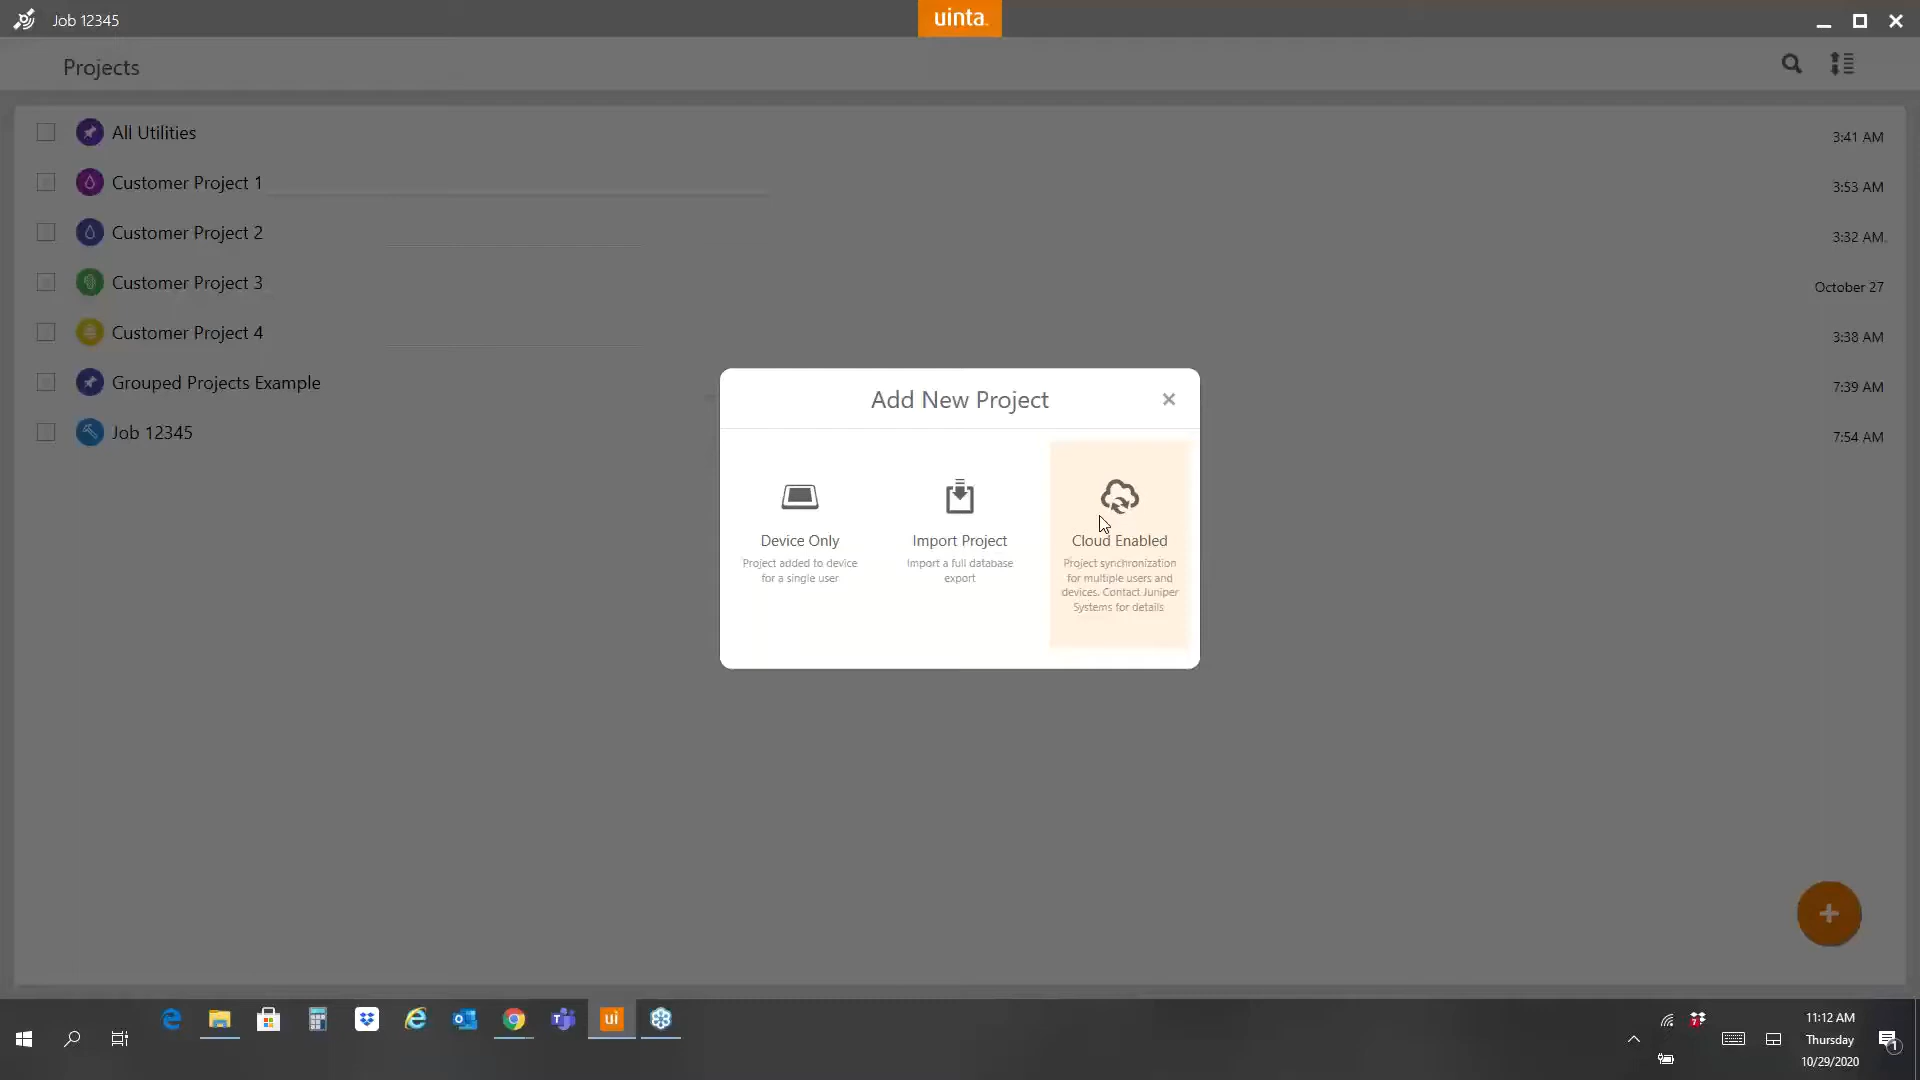 Job 12345
uinta
Projects
All Utilities
3:41 AM
Customer Project 1
3:53 AM
Customer Project 2
3:32 AM
Customer Project 3
October 27
Customer Project 4
3:38 AM
Grouped Projects Example
7:39 AM
Job 12345
7:54 AM
Add New Project
Device Only
Project added to device
for a single user
Import Project
Import a full database
export
Cloud Enabled
Project synchronization
for multiple users and
devices. Contact Juniper
Systems for details
ui
11:12 AM
Thursday
10/29/2020
1